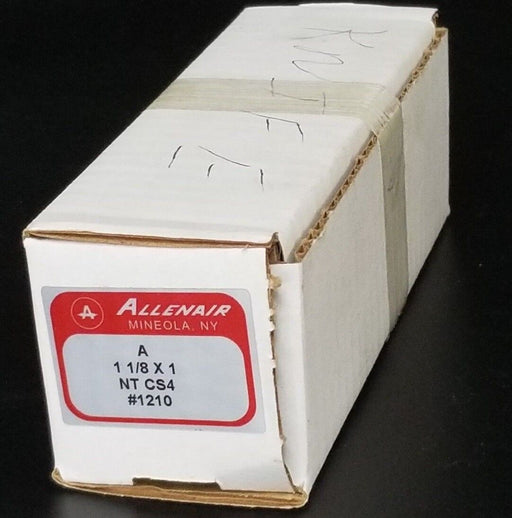 A ALLENAIR
MINEOLA, NY
A
1 1/8 X 1
NT CS4
#1210